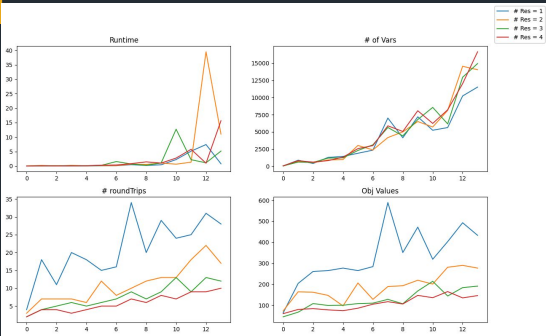 # Res = 1
# Res = 2
# Res = 3
# Res = 4
Runtime
40
35
30
25
20
15
10
5
0
0 2 4 6 8 10 12
# of Vars
15000
12500
10000
7500
5000
2500
0
0 2 4 6 8 10 12
# roundTrips
35
30
25
20
15
10
5
0 2 4 6 8 10 12
Obj Values
600
500
400
300
200
100
0 2 4 6 8 10 12